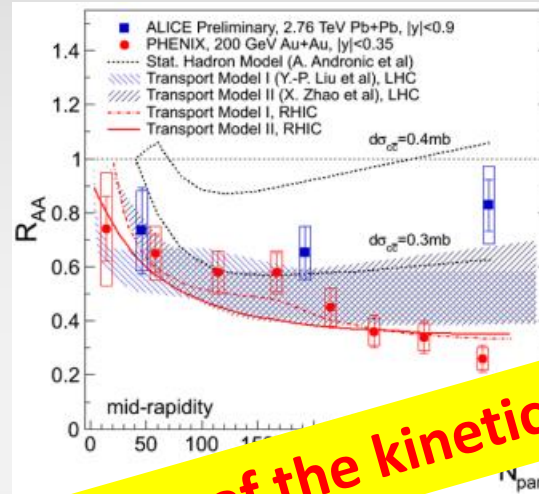 ALICE Preliminary, 2.76 TeV Pb+Pb, |y|<0.9
PHENIX, 200 GeV Au+Au, |y|<0.35
Stat. Hadron Model (A. Andronic et al)
Transport Model I (Y.-P. Liu et al), LHC
Transport Model II (X. Zhao et al), LHC
Transport Model I, RHIC
Transport Model II, RHIC
1.4
1.2
1
0.8
0.6
0.4
0.2
0
R_AA
dσ_cc̄=0.4mb
dσ_cc̄=0.3mb
mid-rapidity
0 50 100
of the kinetic